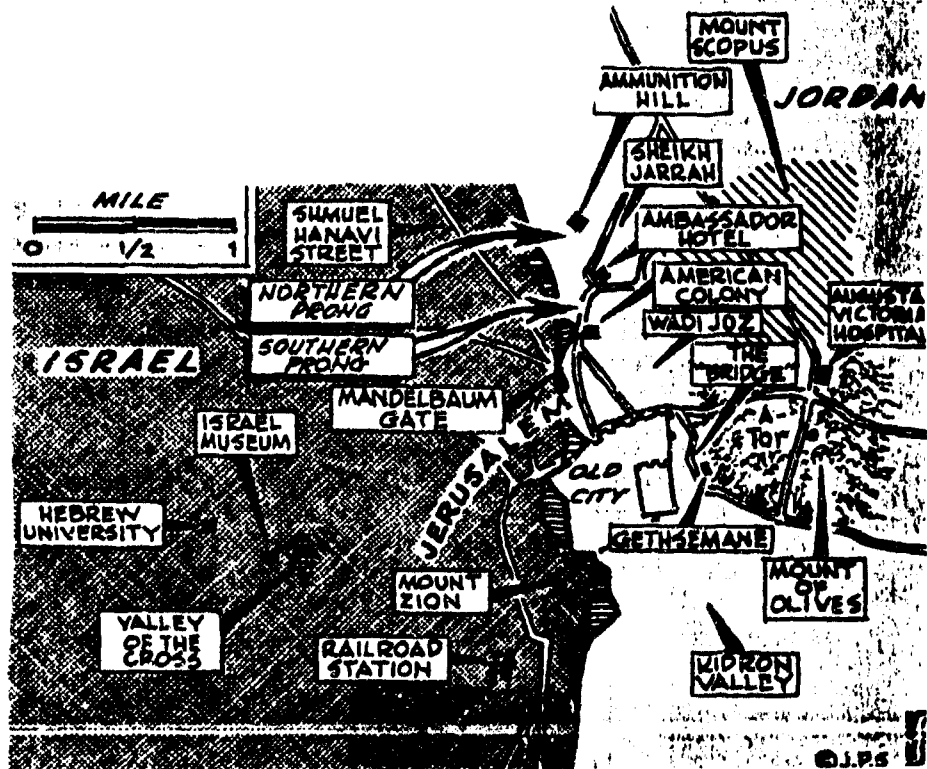 MOUNT
SCOPUS
AMMUNITION
HILL
JORDAN
SHEIKH
JARRAH
MILE
0 1/2 1
SHMUEL
HANAVI
STREET
AMBASSADOR
HOTEL
NORTHERN
PRONG
AMERICAN
COLONY
AUGUSTA
VICTORIA
HOSPITAL
WADI JOZ
SOUTHERN
PRONG
ISRAEL
THE
"BRIDGE"
MANDELBAUM
GATE
ISRAEL
MUSEUM
A-
TOR
JERUSALEM
OLD
CITY
HEBREW
UNIVERSITY
GETHSEMANE
MOUNT
ZION
MOUNT
OF
OLIVES
VALLEY
OF THE
CROSS
RAILROAD
STATION
KIDRON
VALLEY
©J.P.S